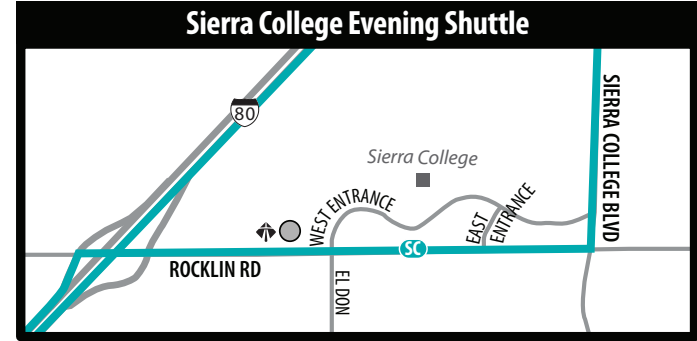 Sierra College Evening Shuttle
80
SIERRA COLLEGE BLVD
Sierra College
WEST ENTRANCE
EAST
ENTRANCE
SC
ROCKLIN RD
EL DON